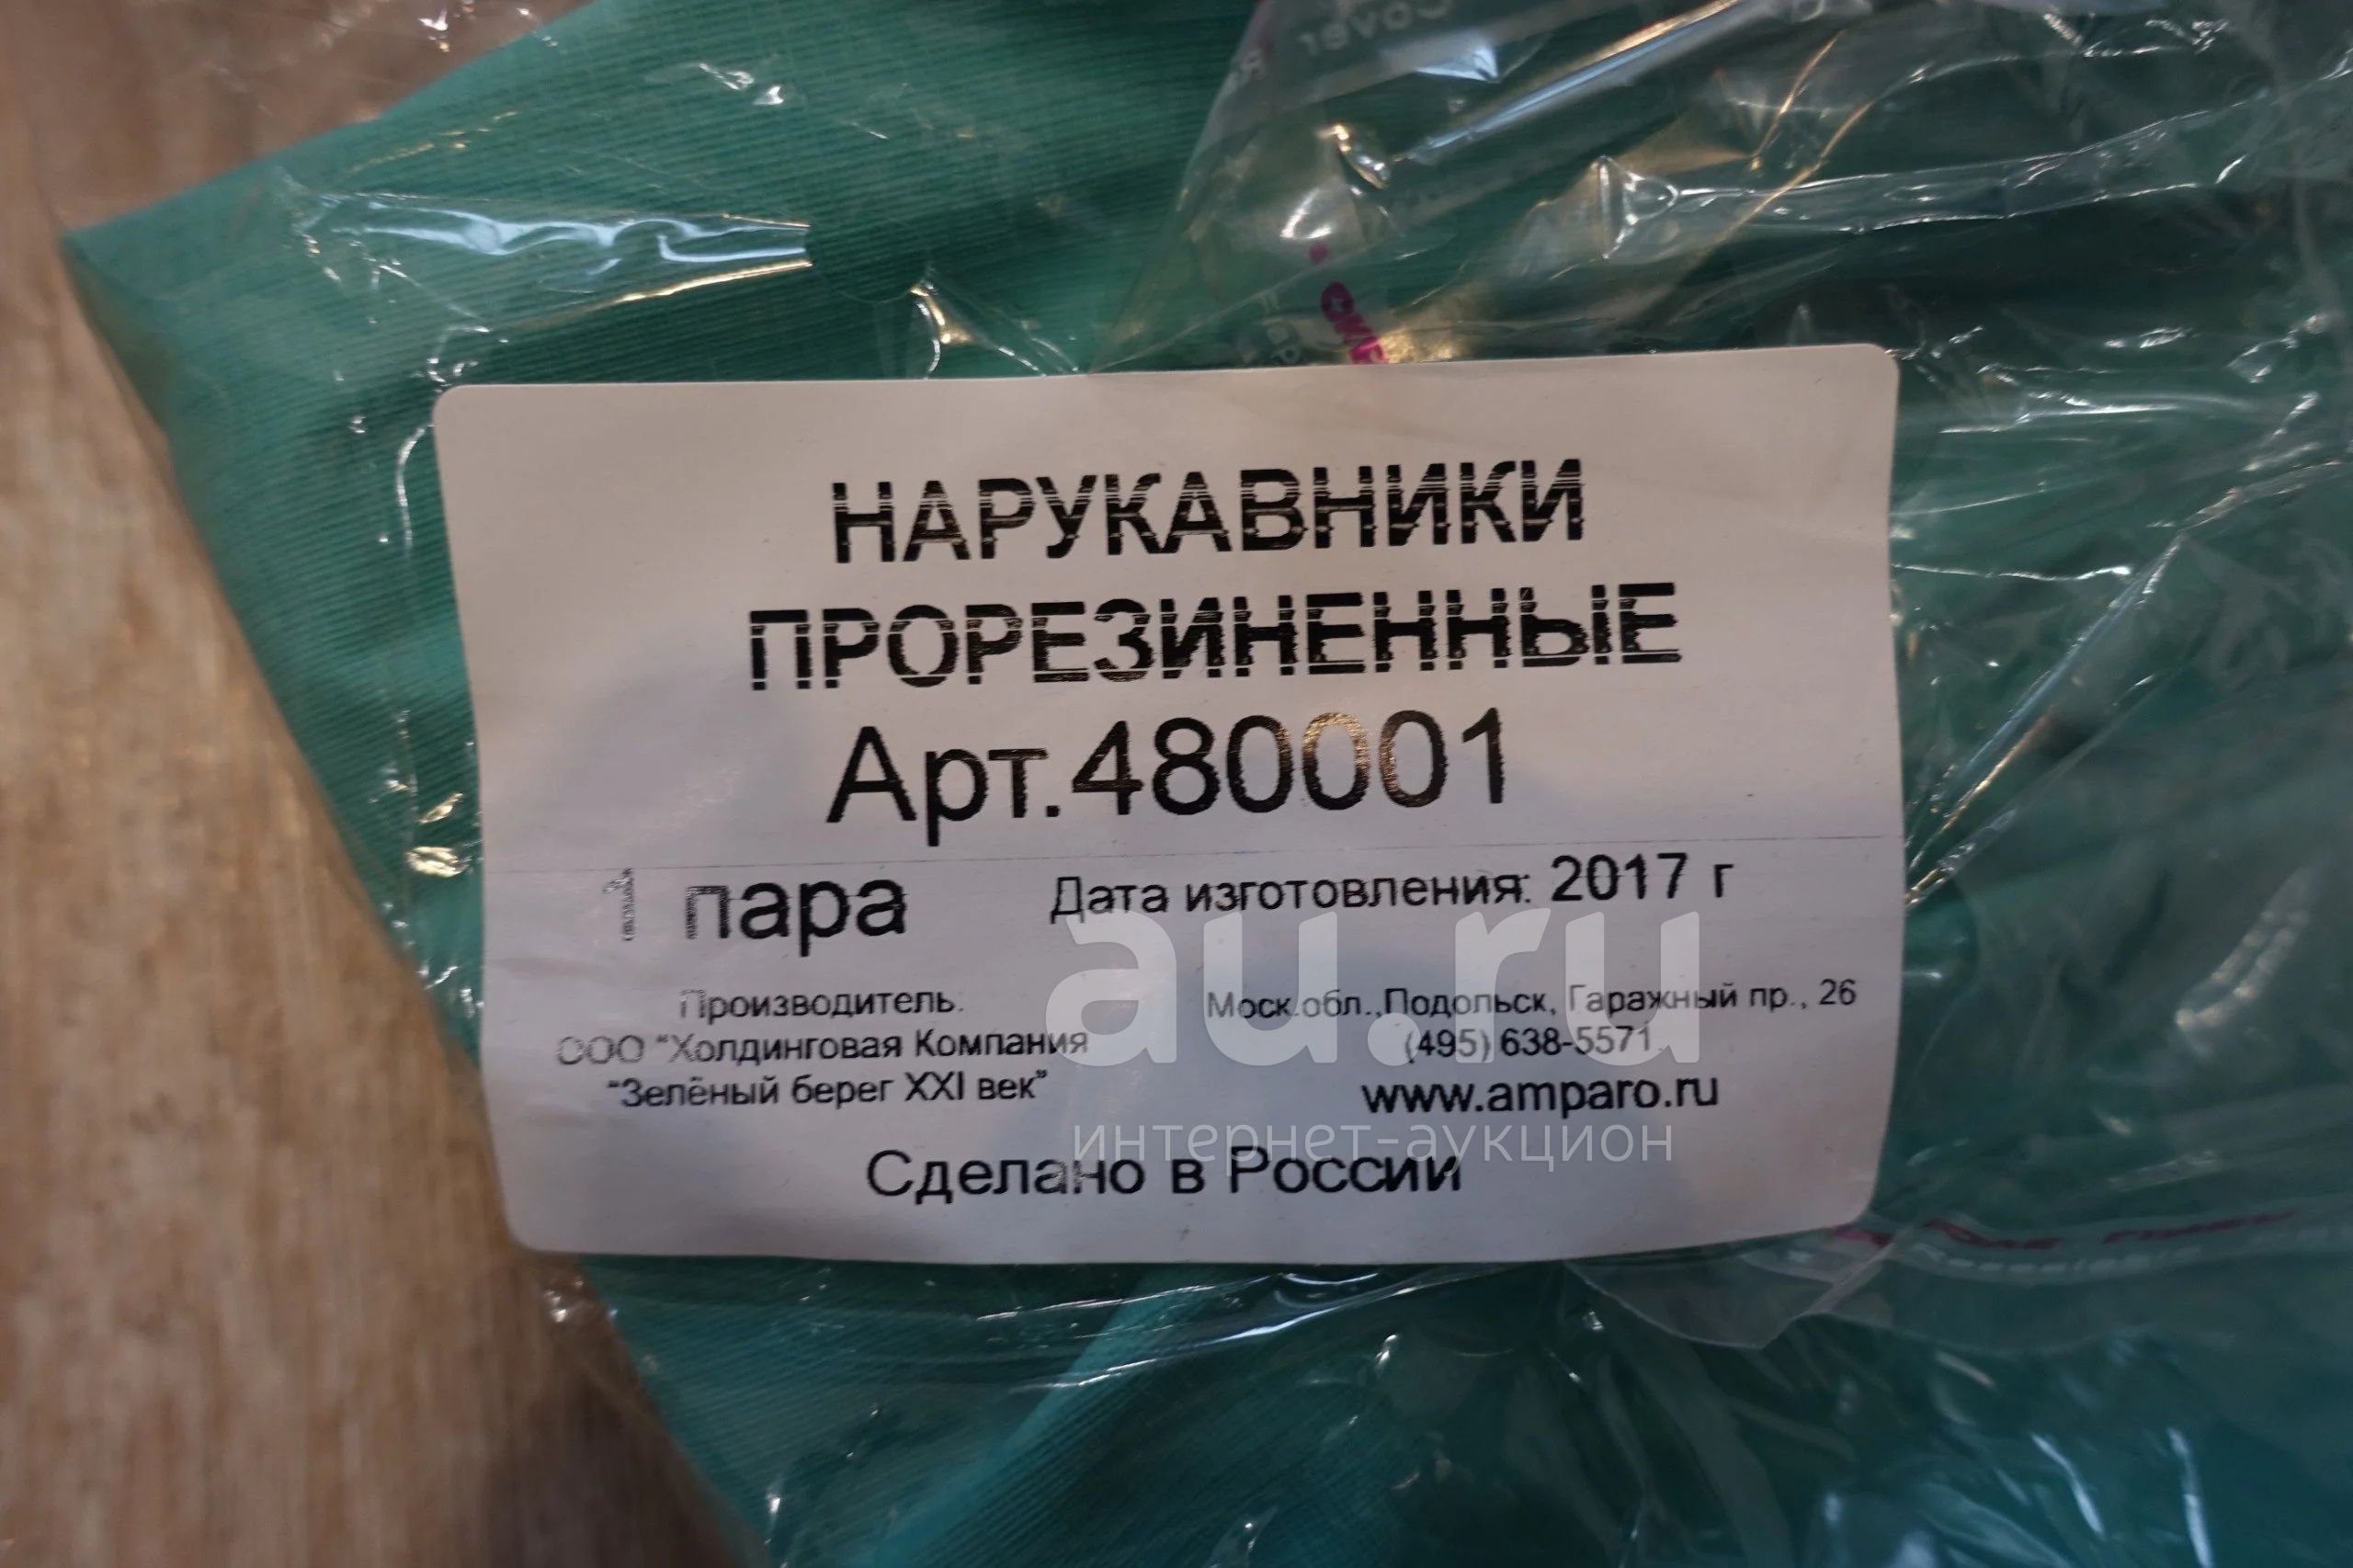 НАРУКАВНИКИ
ПРОРЕЗИНЕННЫЕ
Арт.480001
1 пара Дата изготовления: 2017 г
Производитель: Моск.обл.,Подольск, Гаражный пр., 26
ООО "Холдинговая Компания (495) 638-5571
"Зелёный берег XXI век" www.amparo.ru
Сделано в России
au.ru
интернет-аукцион